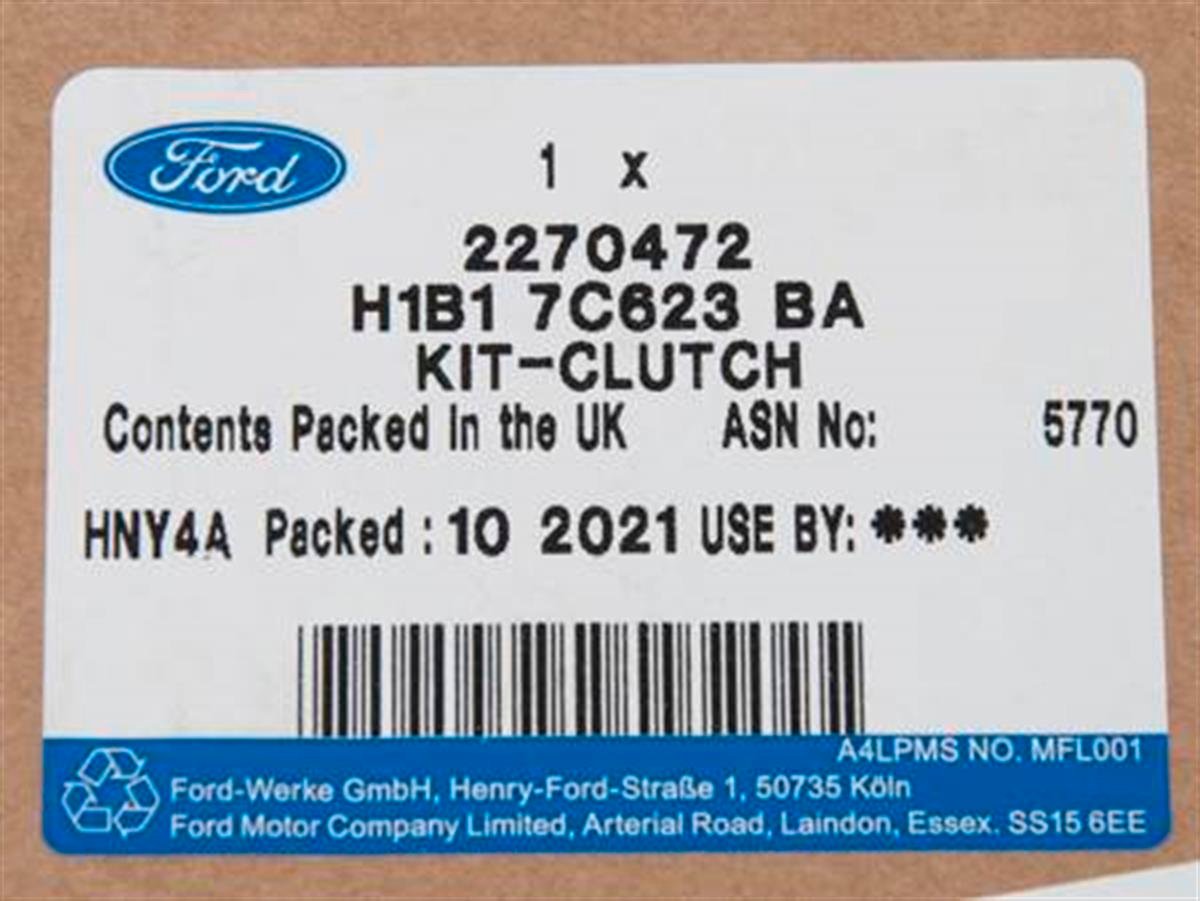 Ford
1 x
2270472
H1B1 7C623 BA
KIT-CLUTCH
Contents Packed in the UK ASN No: 5770
HNY4A Packed : 10 2021 USE BY: ***
A4LPMS NO. MFL001
Ford-Werke GmbH, Henry-Ford-Straße 1, 50735 Köln
Ford Motor Company Limited, Arterial Road, Laindon, Essex. SS15 6EE